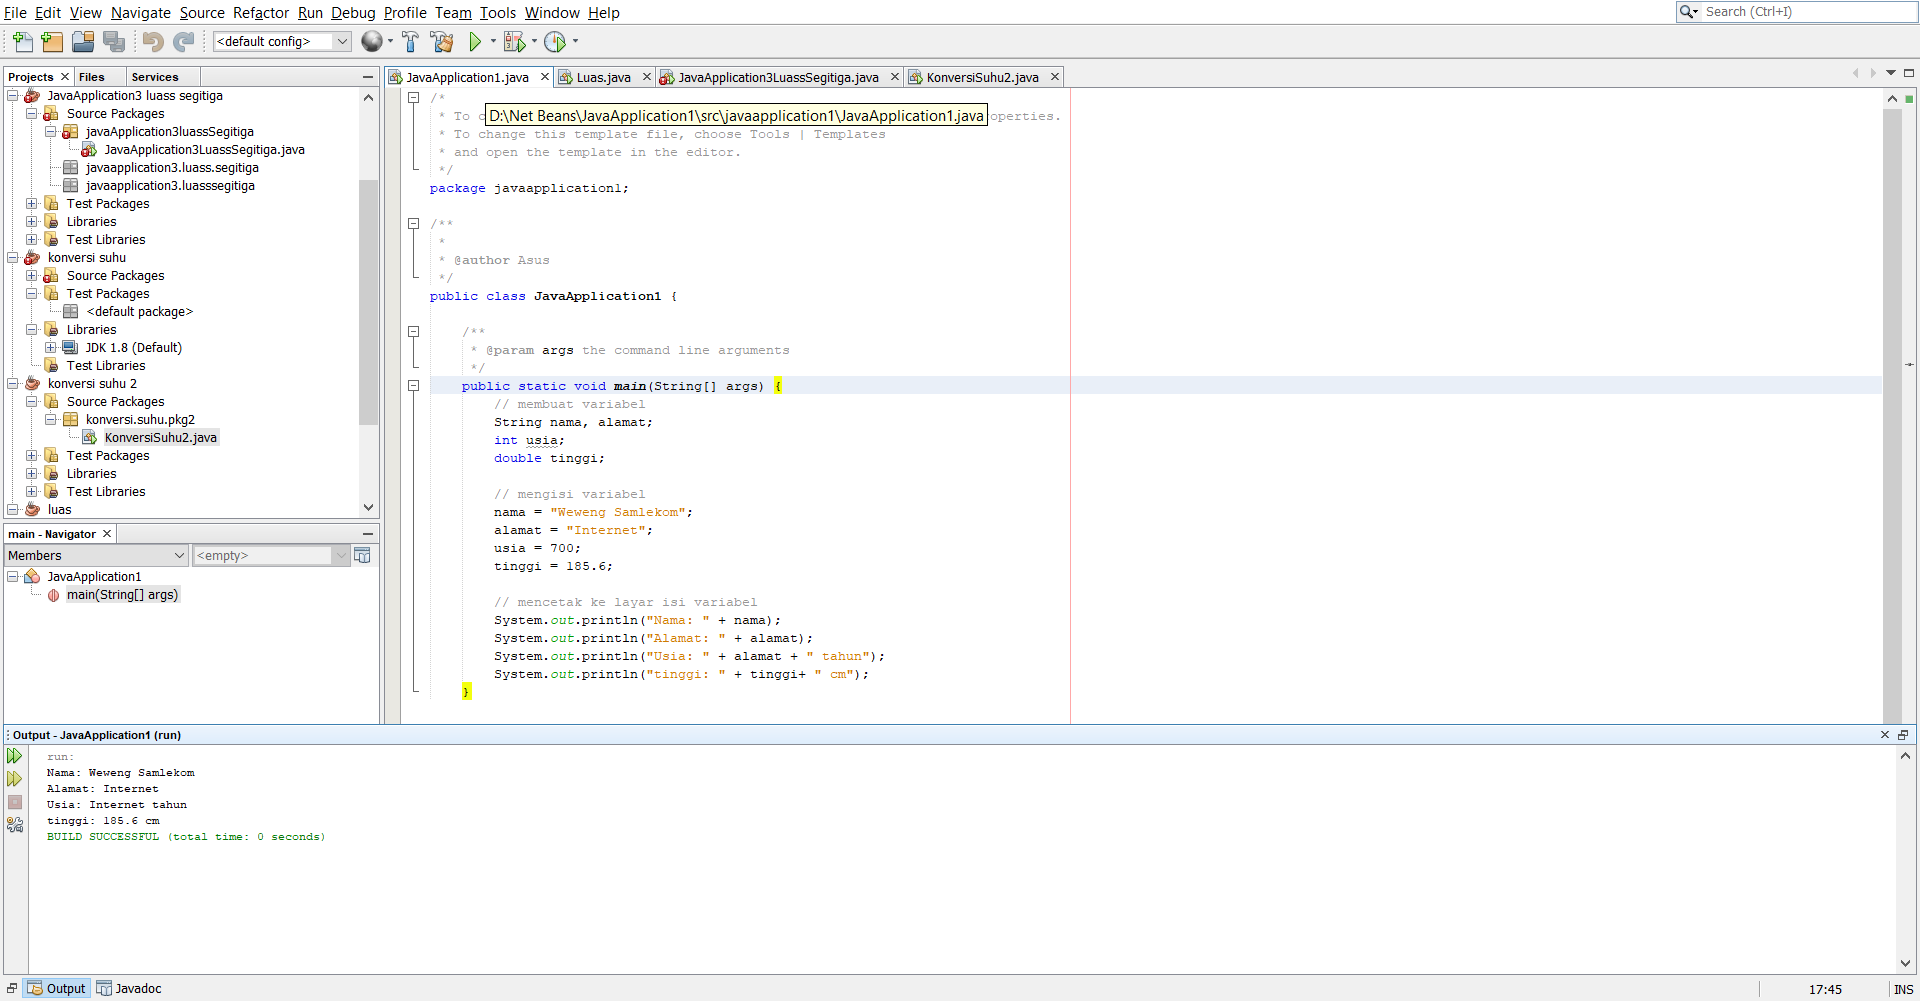 File Edit View Navigate Source Refactor Run Debug Profile Team Tools Window Help
Search (Ctrl+I)
<default config>
Projects
Files
Services
JavaApplication3 luass segitiga
Source Packages
javaApplication3luassSegitiga
JavaApplication3LuassSegitiga.java
javaapplication3.luass.segitiga
javaapplication3.luasssegitiga
Test Packages
Libraries
Test Libraries
konversi suhu
Source Packages
Test Packages
<default package>
Libraries
JDK 1.8 (Default)
Test Libraries
konversi suhu 2
Source Packages
konversi.suhu.pkg2
KonversiSuhu2.java
Test Packages
Libraries
Test Libraries
luas
main - Navigator
Members
<empty>
JavaApplication1
main(String[] args)
JavaApplication1.java
Luas.java
JavaApplication3LuassSegitiga.java
KonversiSuhu2.java
/*
* To c
D:\Net Beans\JavaApplication1\src\javaapplication1\JavaApplication1.java
operties.
* To change this template file, choose Tools | Templates
* and open the template in the editor.
*/
package javaapplication1;
/**
*
* @author Asus
*/
public class JavaApplication1 {
/**
* @param args the command line arguments
*/
public static void main(String[] args) {
// membuat variabel
String nama, alamat;
int usia;
double tinggi;
// mengisi variabel
nama = "Weweng Samlekom";
alamat = "Internet";
usia = 700;
tinggi = 185.6;
// mencetak ke layar isi variabel
System.out.println("Nama: " + nama);
System.out.println("Alamat: " + alamat);
System.out.println("Usia: " + alamat + " tahun");
System.out.println("tinggi: " + tinggi+ " cm");
}
Output - JavaApplication1 (run)
run:
Nama: Weweng Samlekom
Alamat: Internet
Usia: Internet tahun
tinggi: 185.6 cm
BUILD SUCCESSFUL (total time: 0 seconds)
Output
Javadoc
17:45
INS